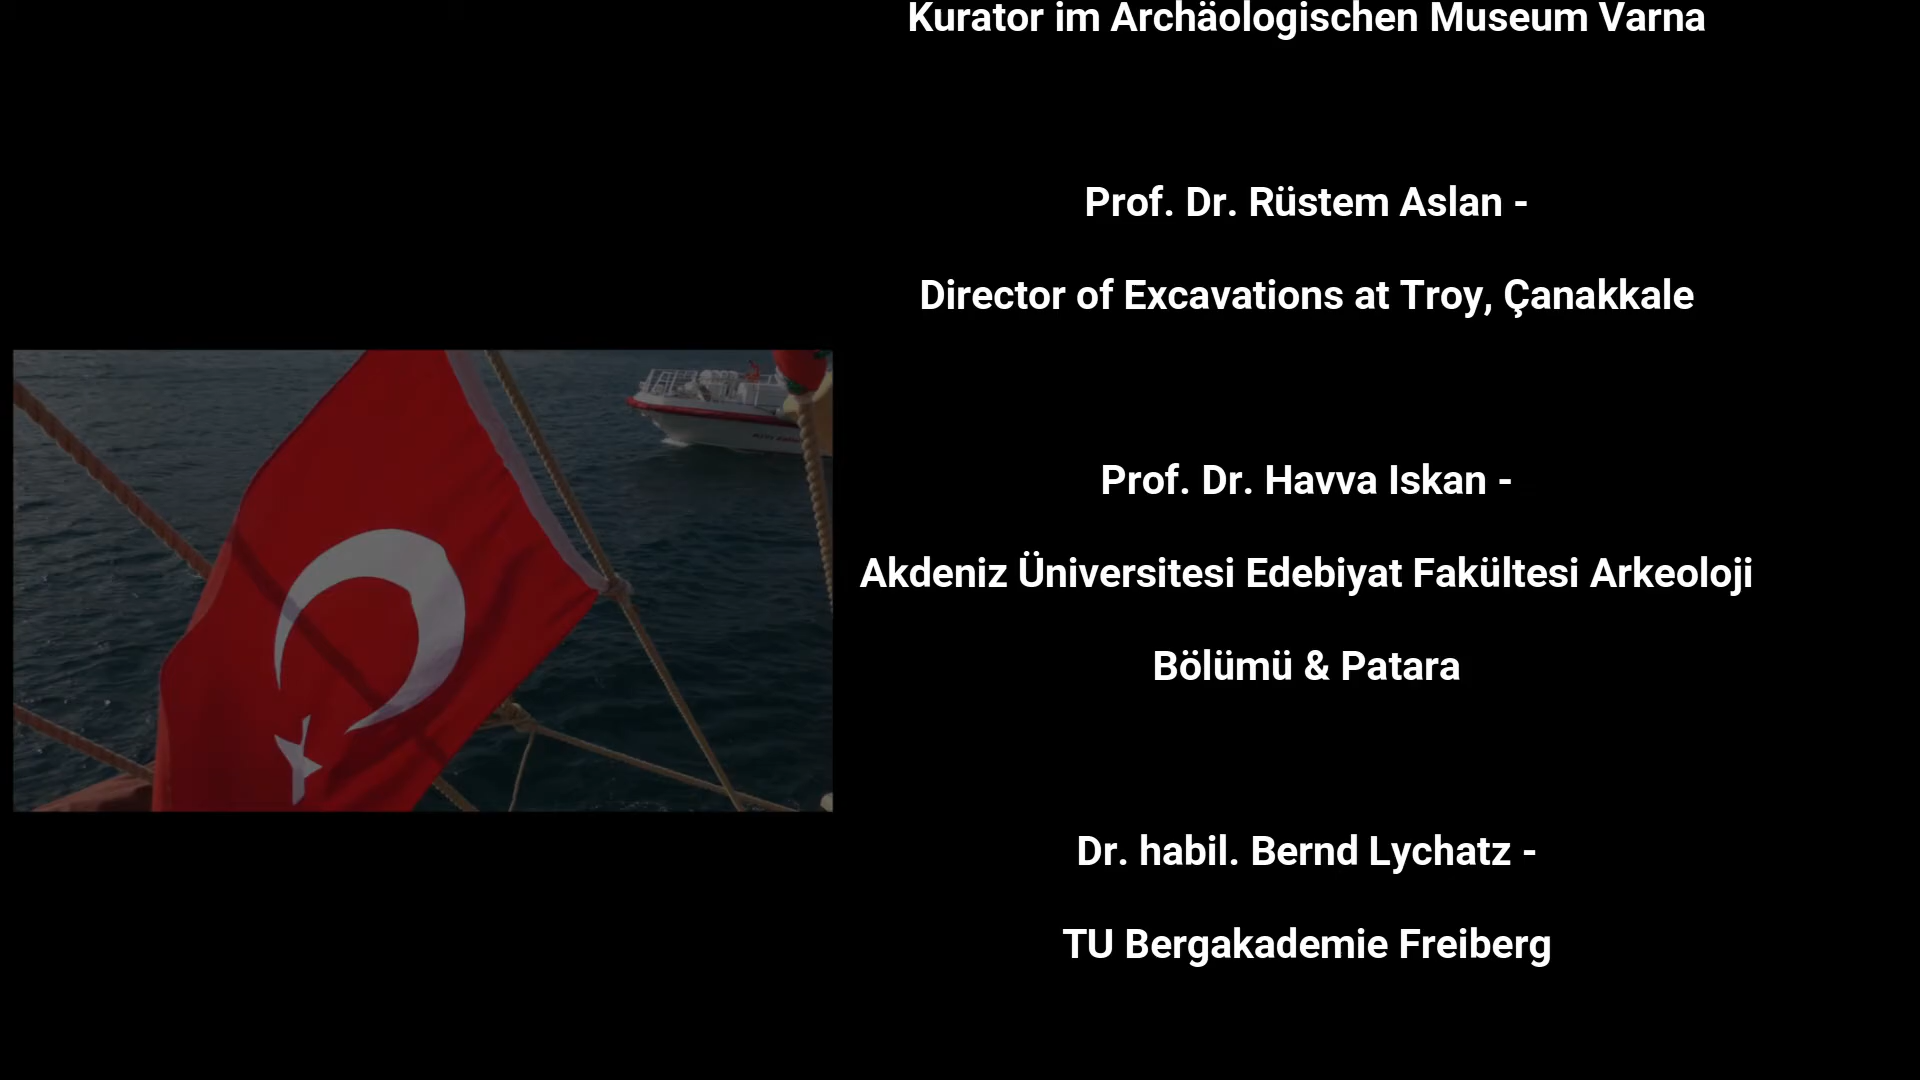 Kurator im Archäologischen Museum Varna
Prof. Dr. Rüstem Aslan -
Director of Excavations at Troy, Çanakkale
Prof. Dr. Havva Iskan -
Akdeniz Üniversitesi Edebiyat Fakültesi Arkeoloji
Bölümü & Patara
Dr. habil. Bernd Lychatz -
TU Bergakademie Freiberg